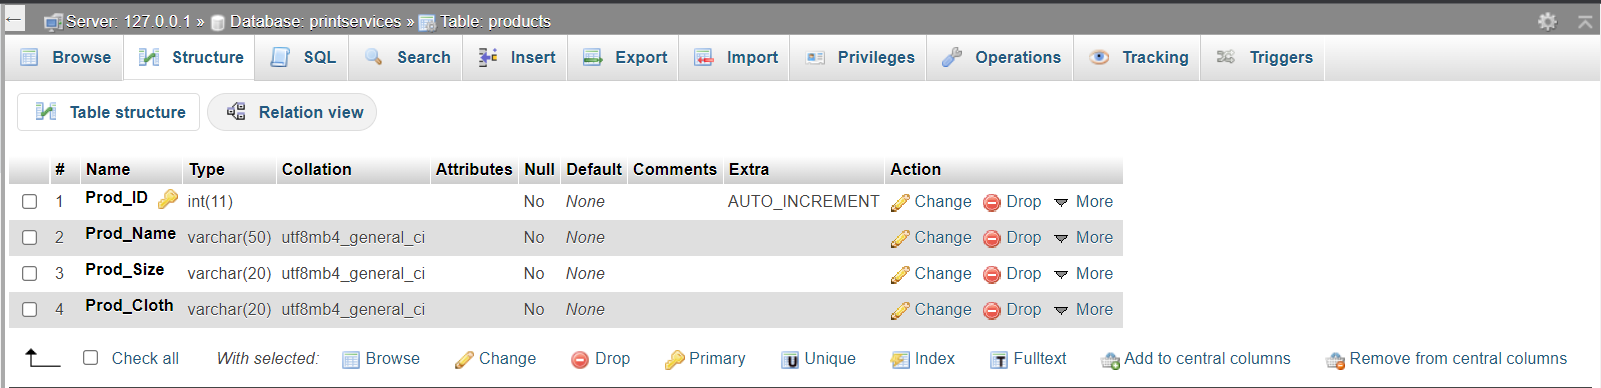 Server: 127.0.0.1 » Database: printservices » Table: products
Browse Structure SQL Search Insert Export Import Privileges Operations Tracking Triggers
Table structure Relation view
# Name Type Collation Attributes Null Default Comments Extra Action
1 Prod_ID int(11) No None AUTO_INCREMENT Change Drop More
2 Prod_Name varchar(50) utf8mb4_general_ci No None Change Drop More
3 Prod_Size varchar(20) utf8mb4_general_ci No None Change Drop More
4 Prod_Cloth varchar(20) utf8mb4_general_ci No None Change Drop More
Check all With selected: Browse Change Drop Primary Unique Index Fulltext Add to central columns Remove from central columns